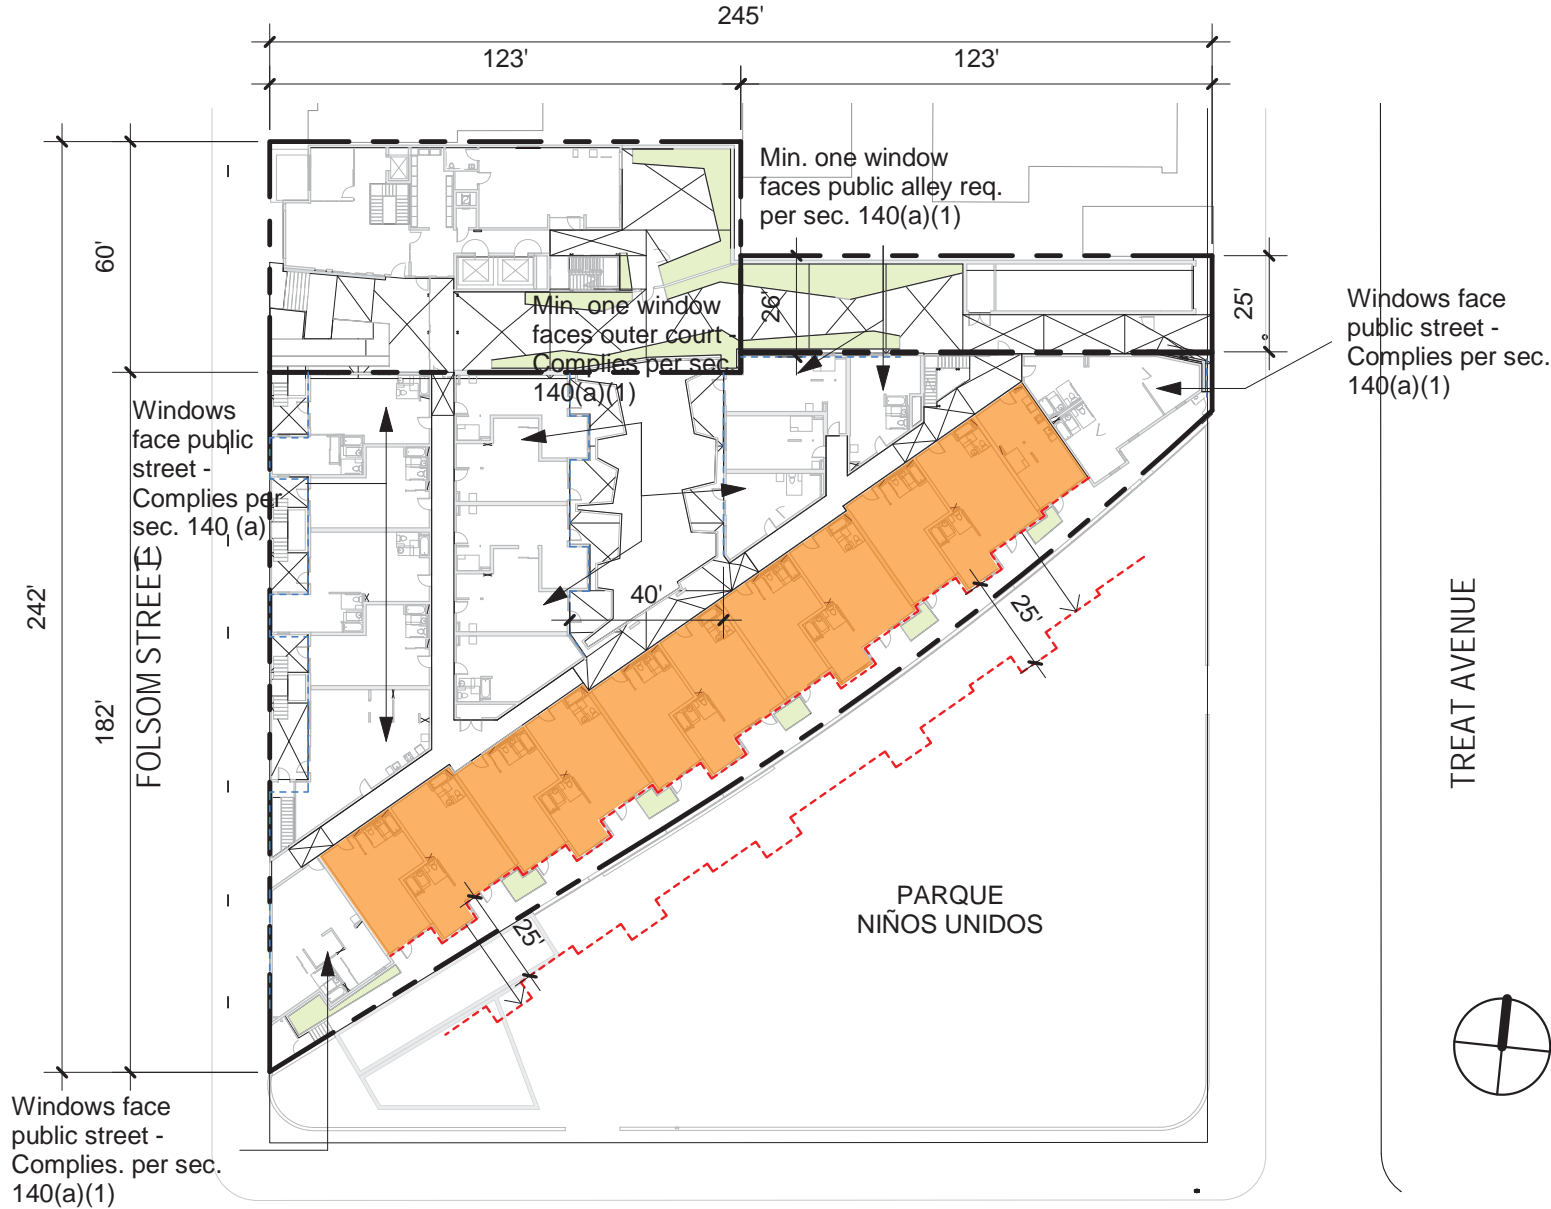 245'
123'
123'
Min. one window
faces public alley req.
per sec. 140(a)(1)
60'
26'
25'
Windows face
public street -
Complies per sec.
140(a)(1)
Min. one window
faces outer court -
Complies per sec.
140(a)(1)
Windows
face public
street -
Complies per
sec. 140 (a)
(1)
242'
182'
FOLSOM STREET
40'
25'
TREAT AVENUE
25'
PARQUE
NIÑOS UNIDOS
Windows face
public street -
Complies. per sec.
140(a)(1)